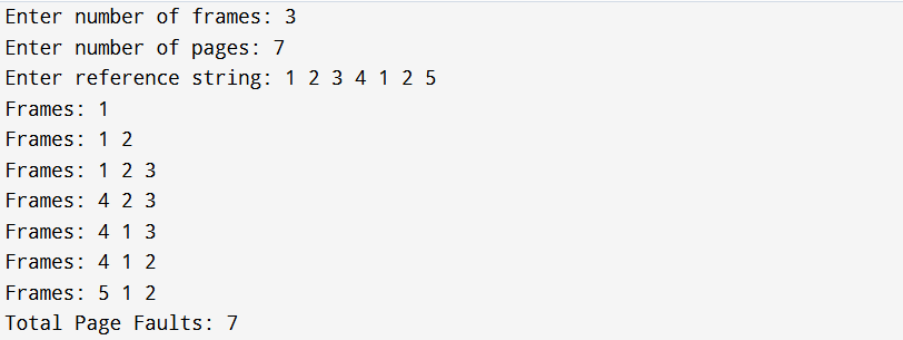 Enter number of frames: 3
Enter number of pages: 7
Enter reference string: 1 2 3 4 1 2 5
Frames: 1
Frames: 1 2
Frames: 1 2 3
Frames: 4 2 3
Frames: 4 1 3
Frames: 4 1 2
Frames: 5 1 2
Total Page Faults: 7